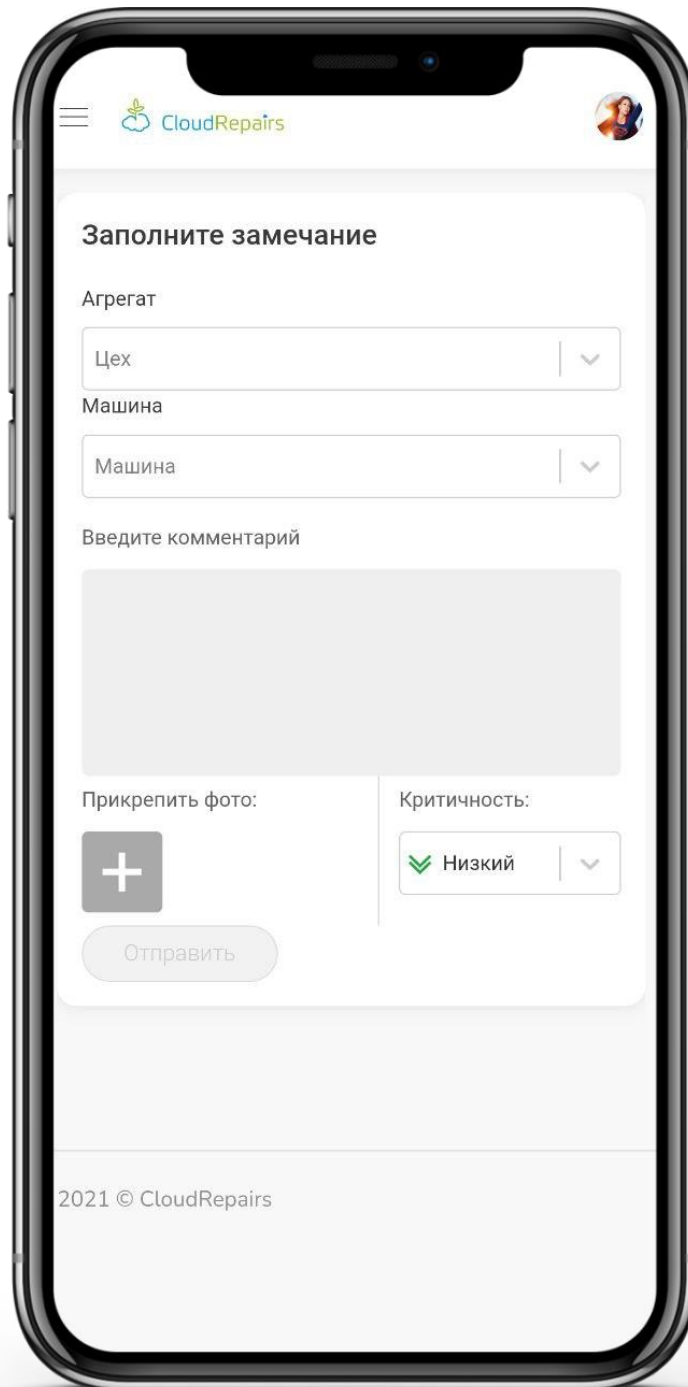 CloudRepairs
Заполните замечание
Агрегат
Цех
Машина
Машина
Введите комментарий
Прикрепить фото:
Критичность:
Низкий
Отправить
2021 © CloudRepairs